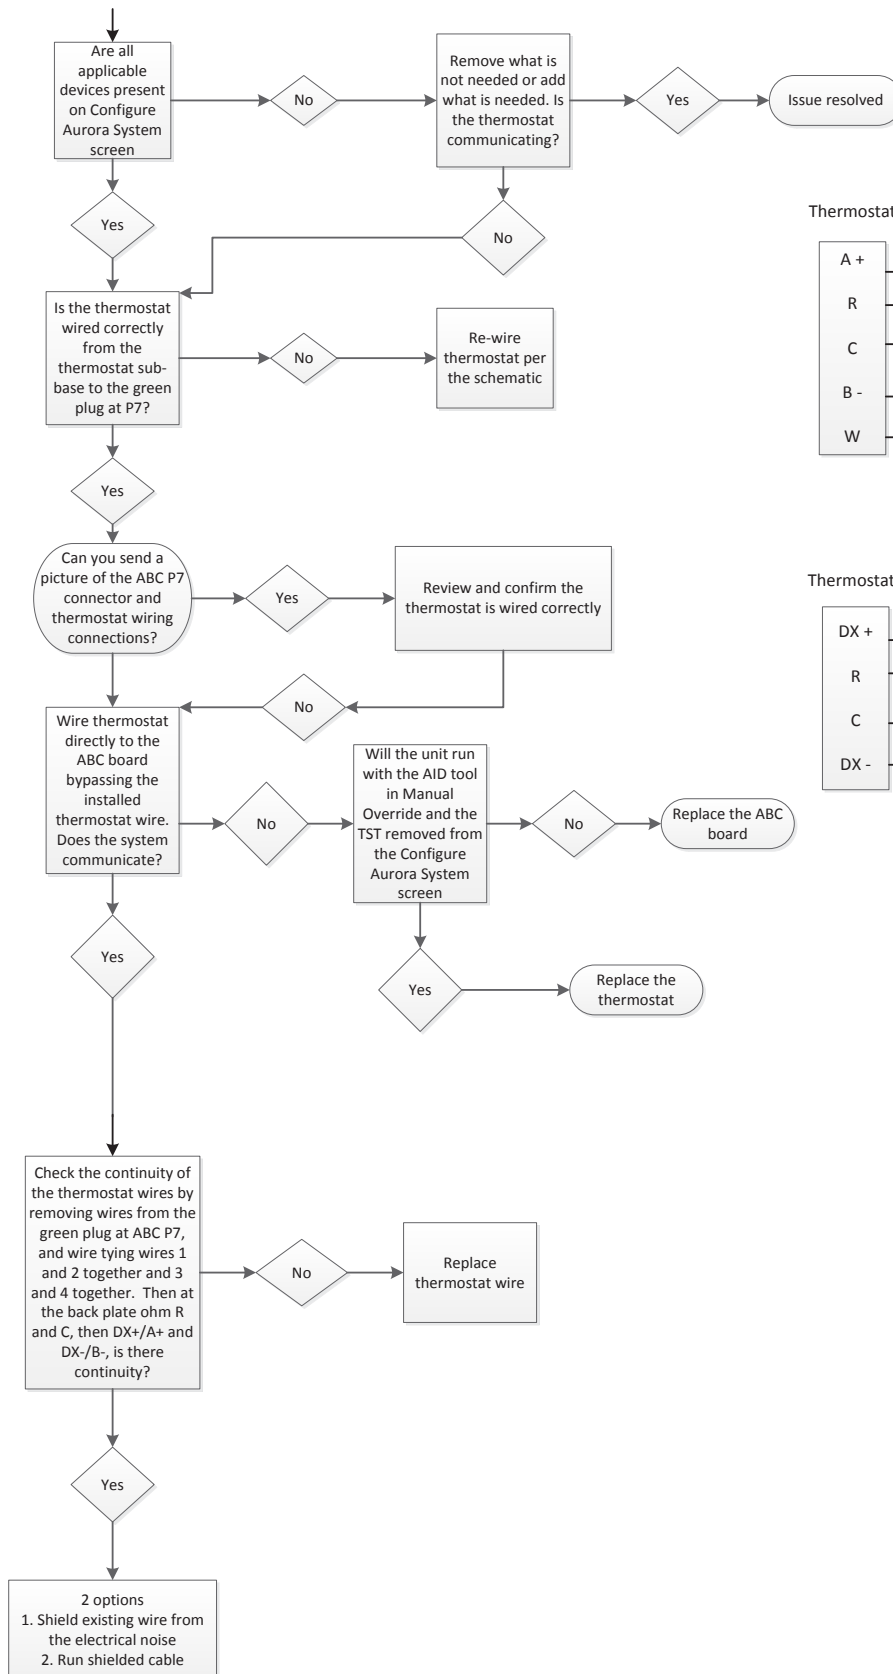 Are all
applicable
devices present
on Configure
Aurora System
screen
No
Remove what is
not needed or add
what is needed. Is
the thermostat
communicating?
Yes
Issue resolved
Yes
No
Thermostat
A +
R
C
B -
W
Is the thermostat
wired correctly
from the
thermostat sub-
base to the green
plug at P7?
No
Re-wire
thermostat per
the schematic
Yes
Can you send a
picture of the ABC P7
connector and
thermostat wiring
connections?
Yes
Review and confirm the
thermostat is wired correctly
Thermostat
DX +
R
C
DX -
No
Wire thermostat
directly to the
ABC board
bypassing the
installed
thermostat wire.
Does the system
communicate?
No
Will the unit run
with the AID tool
in Manual
Override and the
TST removed from
the Configure
Aurora System
screen
No
Replace the ABC
board
Yes
Yes
Replace the
thermostat
Check the continuity of
the thermostat wires by
removing wires from the
green plug at ABC P7,
and wire tying wires 1
and 2 together and 3
and 4 together.  Then at
the back plate ohm R
and C, then DX+/A+ and
DX-/B-, is there
continuity?
No
Replace
thermostat wire
Yes
2 options
1. Shield existing wire from
the electrical noise
2. Run shielded cable